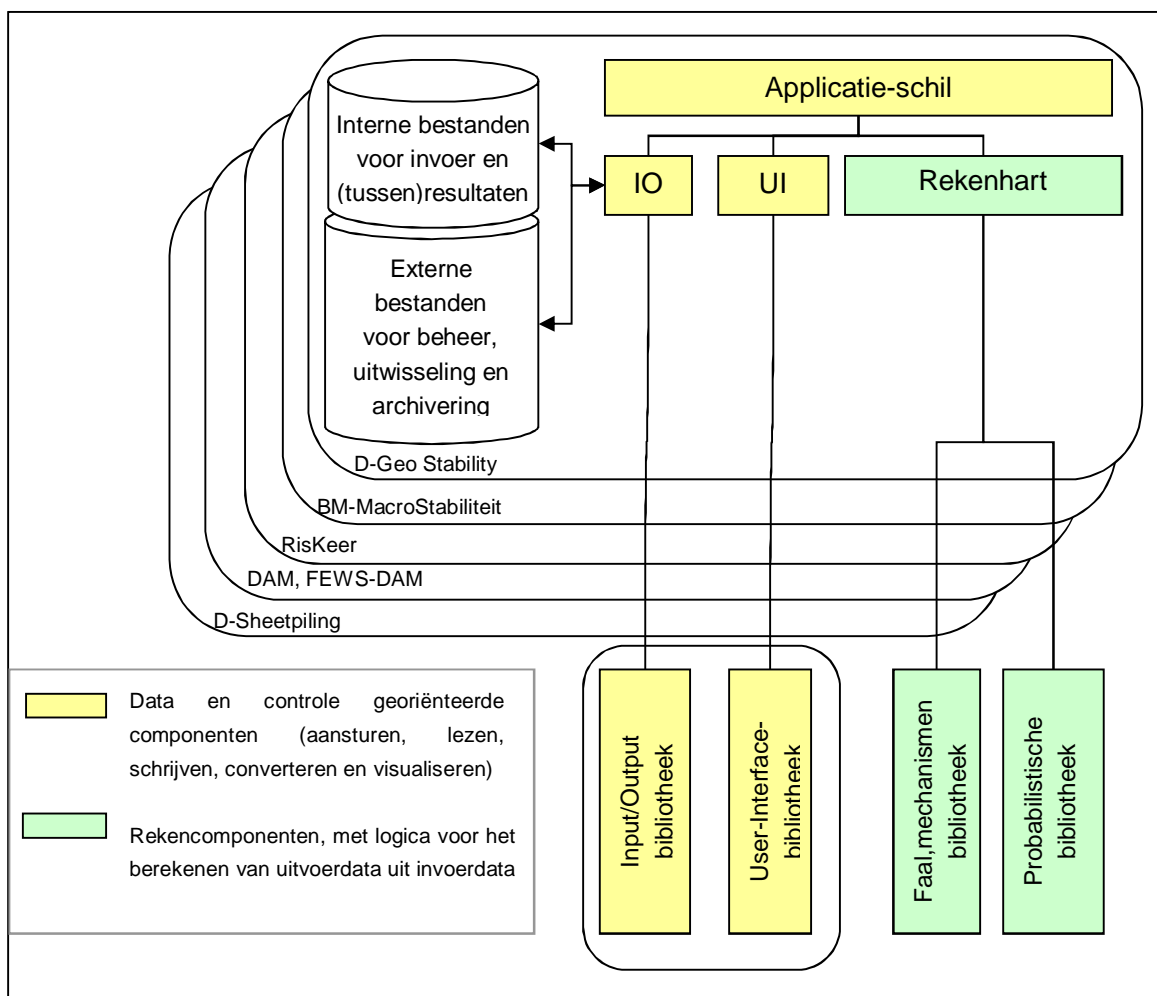 Applicatie-schil
Interne bestanden
voor invoer en
(tussen)resultaten
IO
UI
Rekenhart
Externe
bestanden
voor beheer,
uitwisseling en
archivering
D-Geo Stability
BM-MacroStabiliteit
RisKeer
DAM, FEWS-DAM
D-Sheetpiling
Data en controle georiënteerde
componenten (aansturen, lezen,
schrijven, converteren en visualiseren)
Rekencomponenten, met logica voor het
berekenen van uitvoerdata uit invoerdata
Input/Output
bibliotheek
User-Interface-
bibliotheek
Faal,mechanismen
bibliotheek
Probabilistische
bibliotheek